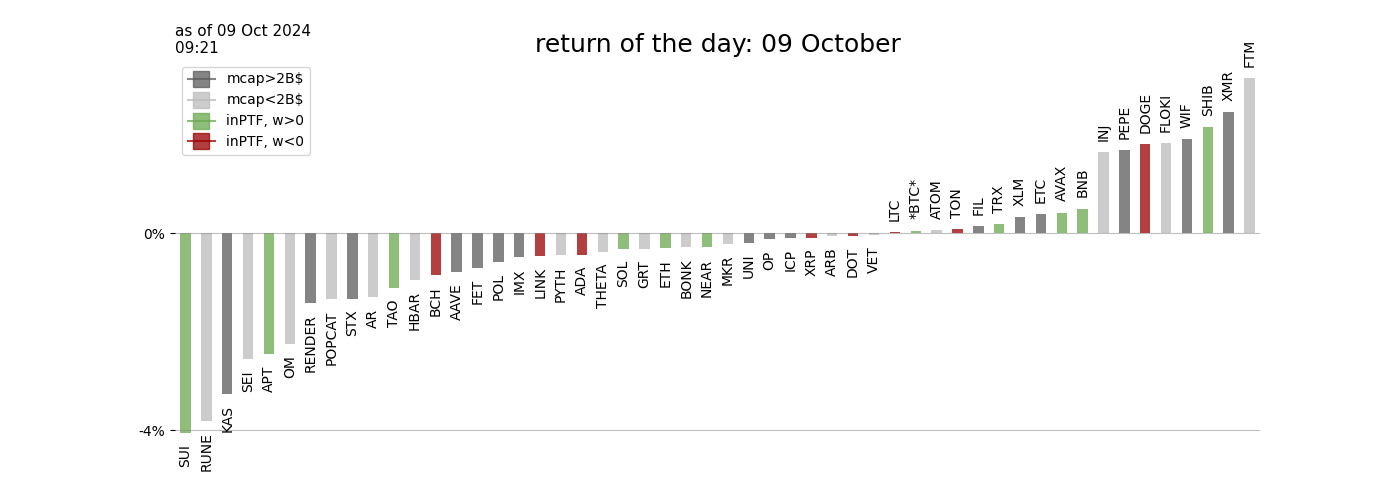 as of 09 Oct 2024
09:21
return of the day: 09 October
mcap>2B$
mcap<2B$
inPTF, w>0
inPTF, w<0
0%
-4%
SUI
RUNE
KAS
SEI
APT
OM
RENDER
POPCAT
STX
AR
TAO
HBAR
BCH
AAVE
FET
POL
IMX
LINK
PYTH
ADA
THETA
SOL
GRT
ETH
BONK
NEAR
MKR
UNI
OP
ICP
XRP
ARB
DOT
VET
LTC
*BTC*
ATOM
TON
FIL
TRX
XLM
ETC
AVAX
BNB
INJ
PEPE
DOGE
FLOKI
WIF
SHIB
XMR
FTM